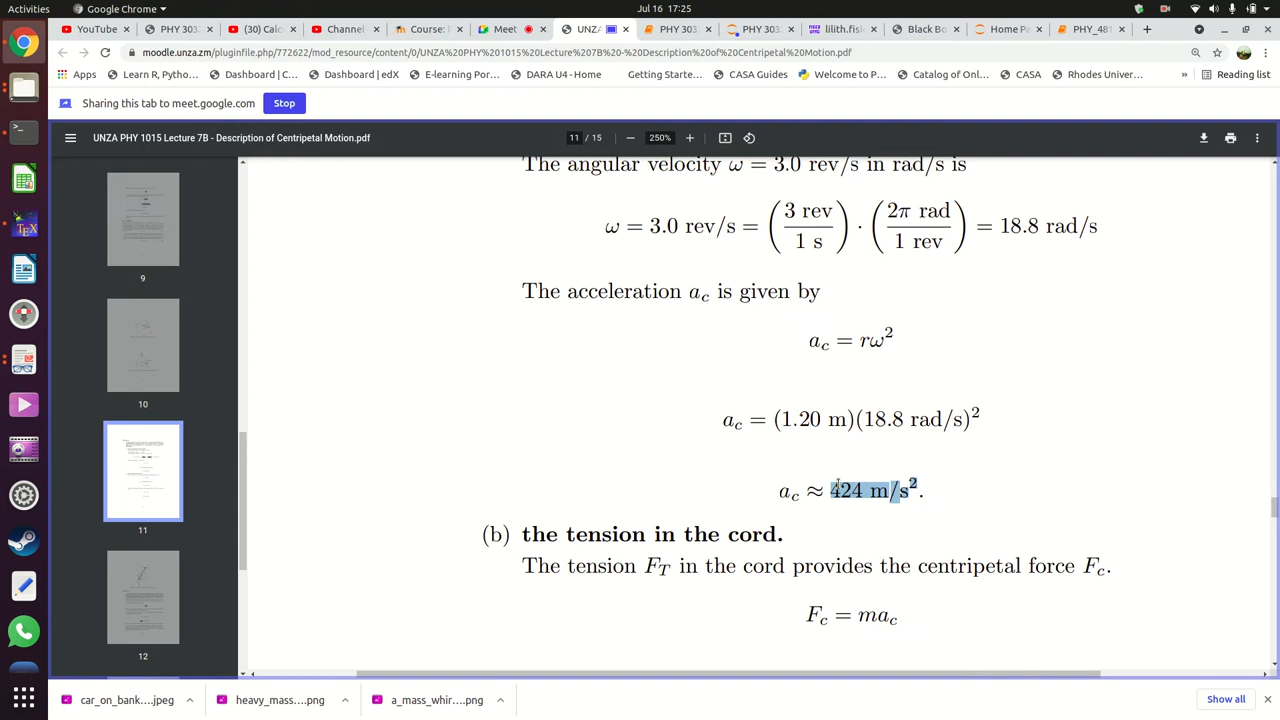 Activities Google Chrome Jul 16 17:25
YouTube PHY 303 (30) Calc Channel Course: Meet UNZA PHY 303 PHY 303 lilith.fisic Black Bo Home Pa PHY_481
moodle.unza.zm/pluginfile.php/772622/mod_resource/content/0/UNZA%20PHY%201015%20Lecture%207B%20-%20Description%20of%20Centripetal%20Motion.pdf
Apps Learn R, Pytho... Dashboard | C... Dashboard | edX E-learning Por... DARA U4 - Home Getting Starte... CASA Guides Welcome to P... Catalog of Onl... CASA Rhodes Univer... » Reading list
Sharing this tab to meet.google.com Stop
UNZA PHY 1015 Lecture 7B - Description of Centripetal Motion.pdf 11 / 15 250%
9
10
11
12
The angular velocity ω = 3.0 rev/s in rad/s is
ω = 3.0 rev/s = (3 rev / 1 s) · (2π rad / 1 rev) = 18.8 rad/s
The acceleration a_c is given by
a_c = rω²
a_c = (1.20 m)(18.8 rad/s)²
a_c ≈ 424 m/s².
(b) the tension in the cord.
The tension F_T in the cord provides the centripetal force F_c.
F_c = ma_c
car_on_bank....jpeg heavy_mass....png a_mass_whir....png Show all